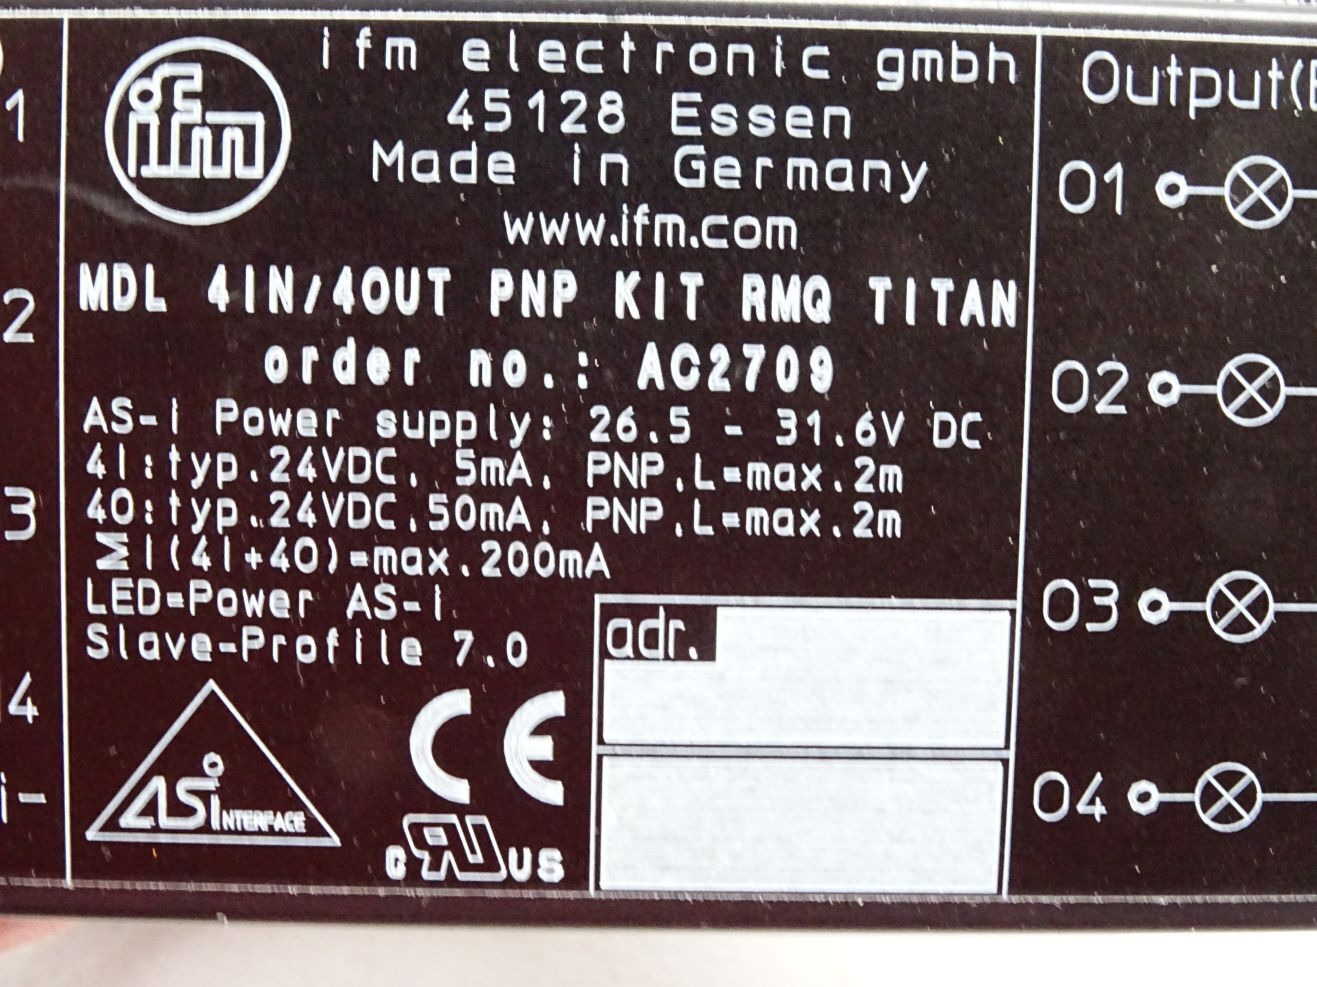 ifm
ifm electronic gmbh
45128 Essen
Made in Germany
www.ifm.com
MDL 4IN/4OUT PNP KIT RMQ TITAN
order no.: AC2709
AS-i Power supply: 26.5 - 31.6V DC
4I:typ.24VDC, 5mA, PNP,L=max.2m
4O:typ.24VDC,50mA, PNP,L=max.2m
ΣI(4I+4O)=max.200mA
LED=Power AS-i
Slave-Profile 7.0
adr.
ASi INTERFACE
CE
c RU US
1
2
3
4
i-
Output(E
O1
O2
O3
O4